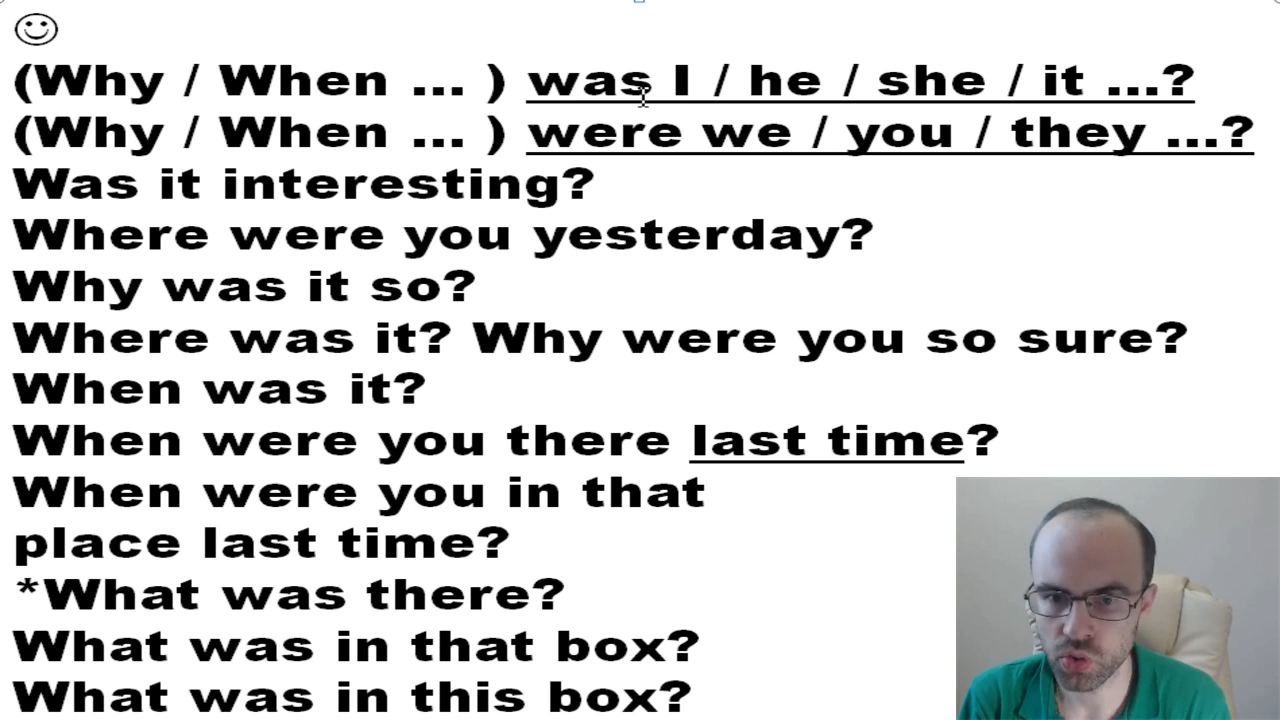 (Why / When ... ) was I / he / she / it ...?
(Why / When ... ) were we / you / they ...?
Was it interesting?
Where were you yesterday?
Why was it so?
Where was it? Why were you so sure?
When was it?
When were you there last time?
When were you in that
place last time?
*What was there?
What was in that box?
What was in this box?